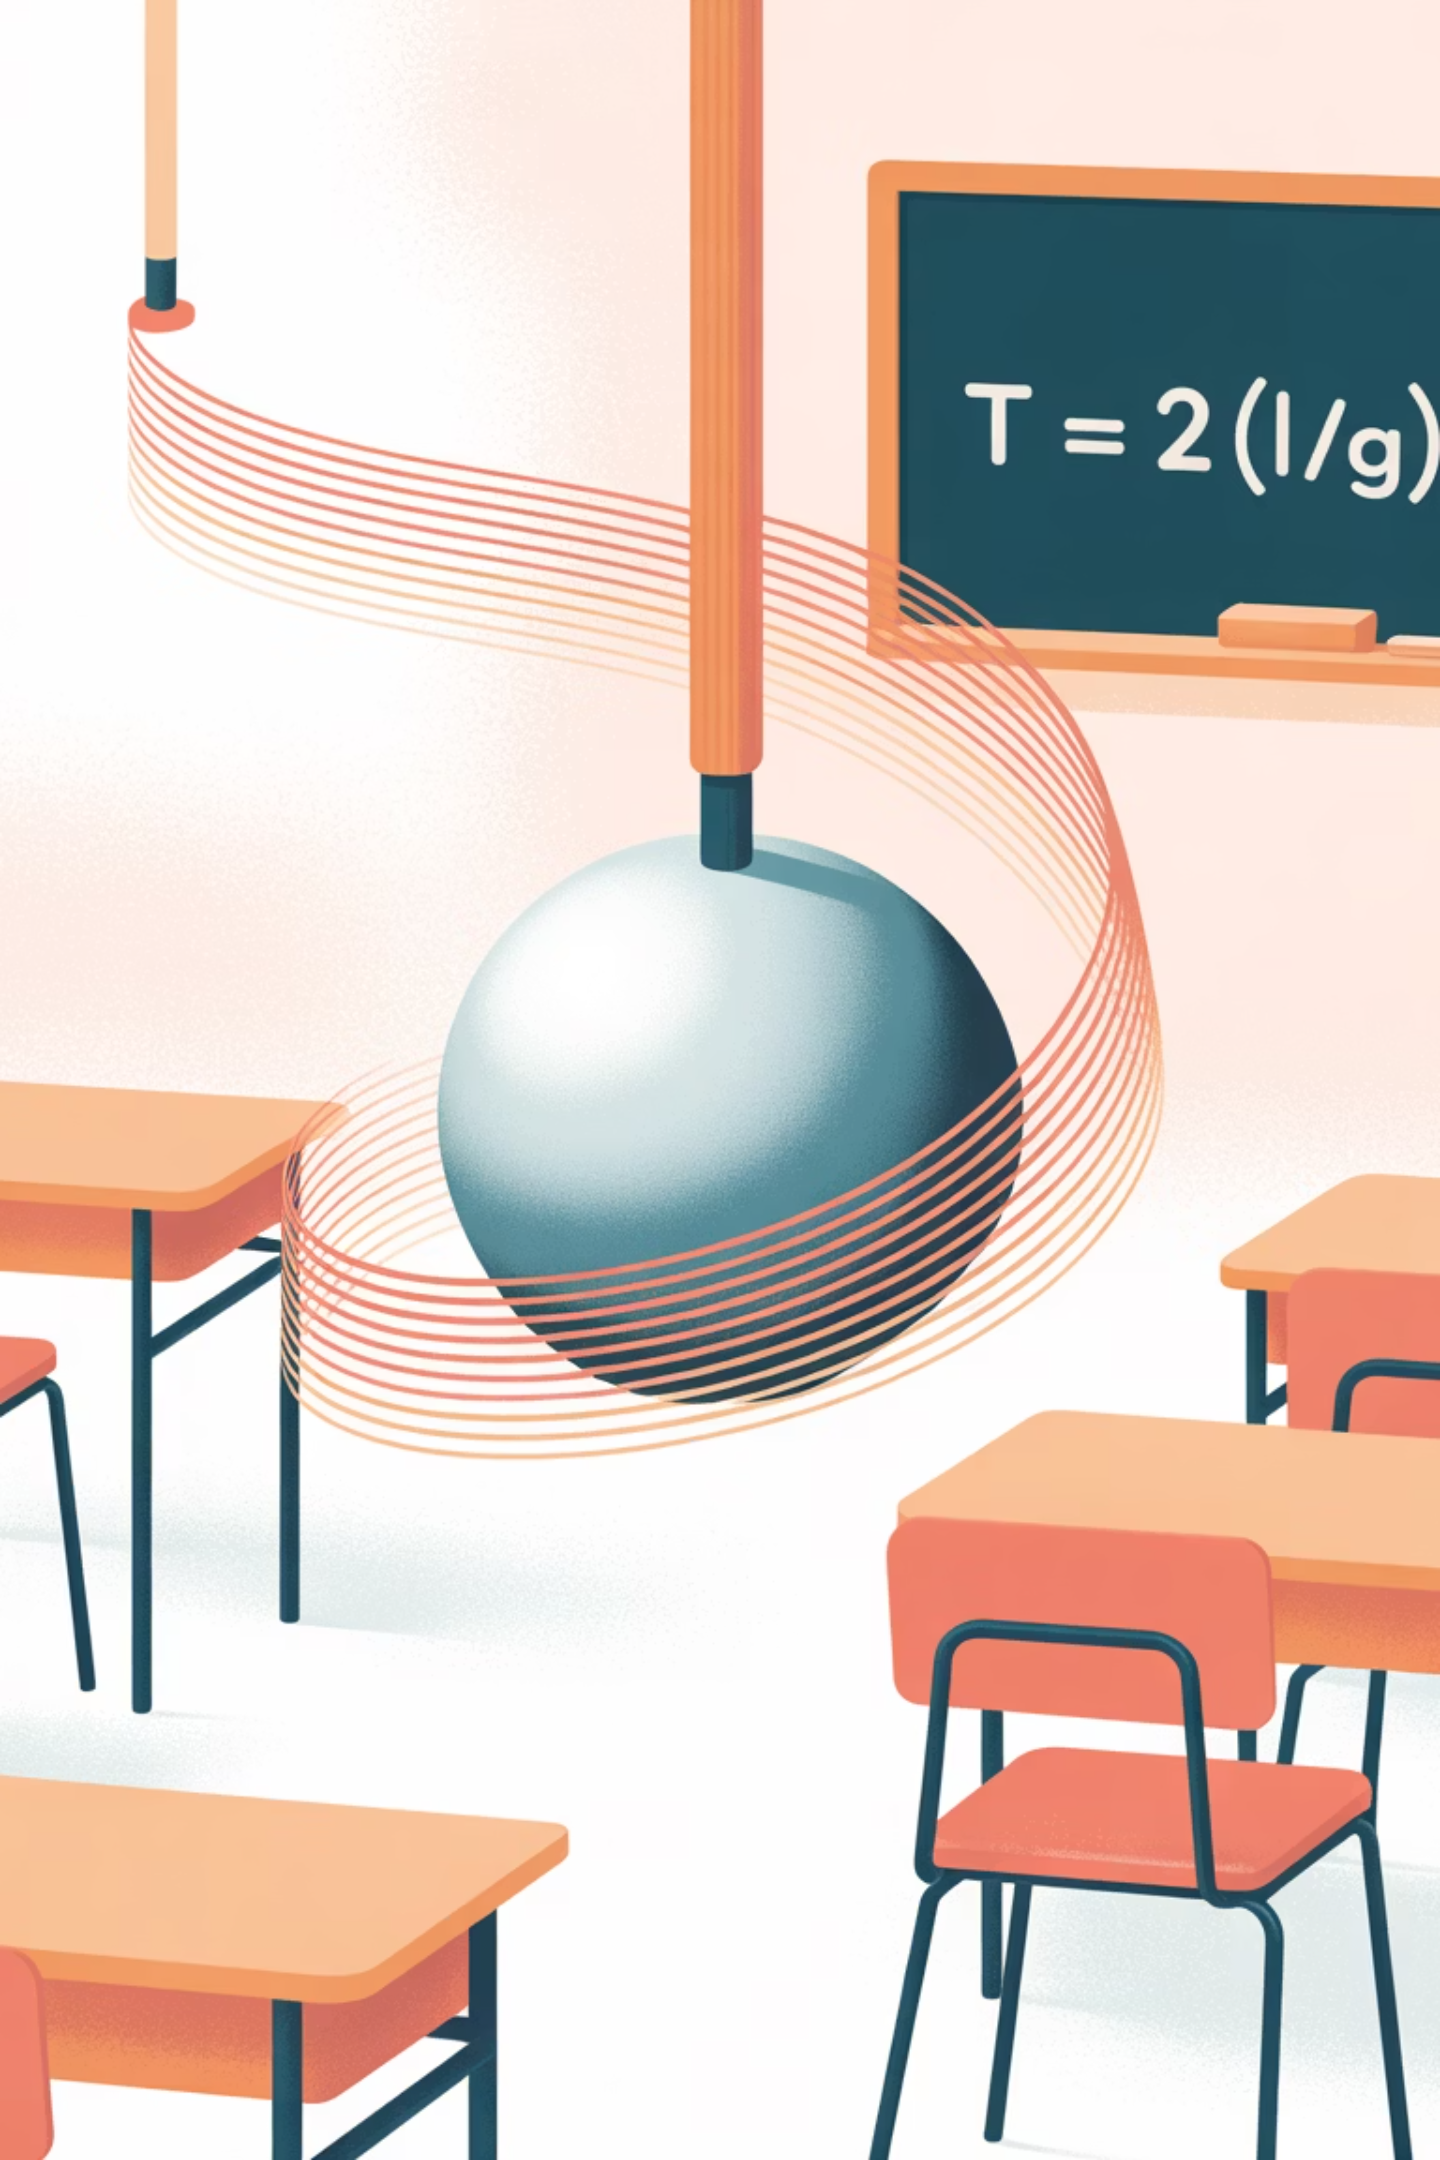 T = 2(l/g)